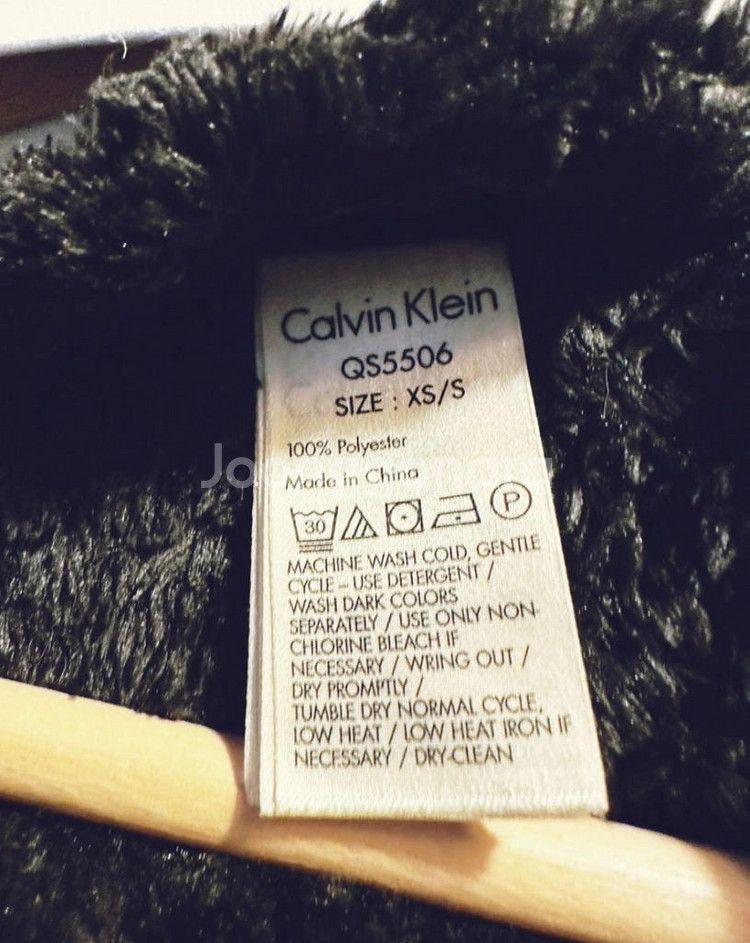 Calvin Klein
QS5506
SIZE : XS/S
100% Polyester
Made in China
30
P
MACHINE WASH COLD, GENTLE
CYCLE – USE DETERGENT /
WASH DARK COLORS
SEPARATELY / USE ONLY NON-
CHLORINE BLEACH IF
NECESSARY / WRING OUT /
DRY PROMPTLY /
TUMBLE DRY NORMAL CYCLE,
LOW HEAT / LOW HEAT IRON IF
NECESSARY / DRY-CLEAN